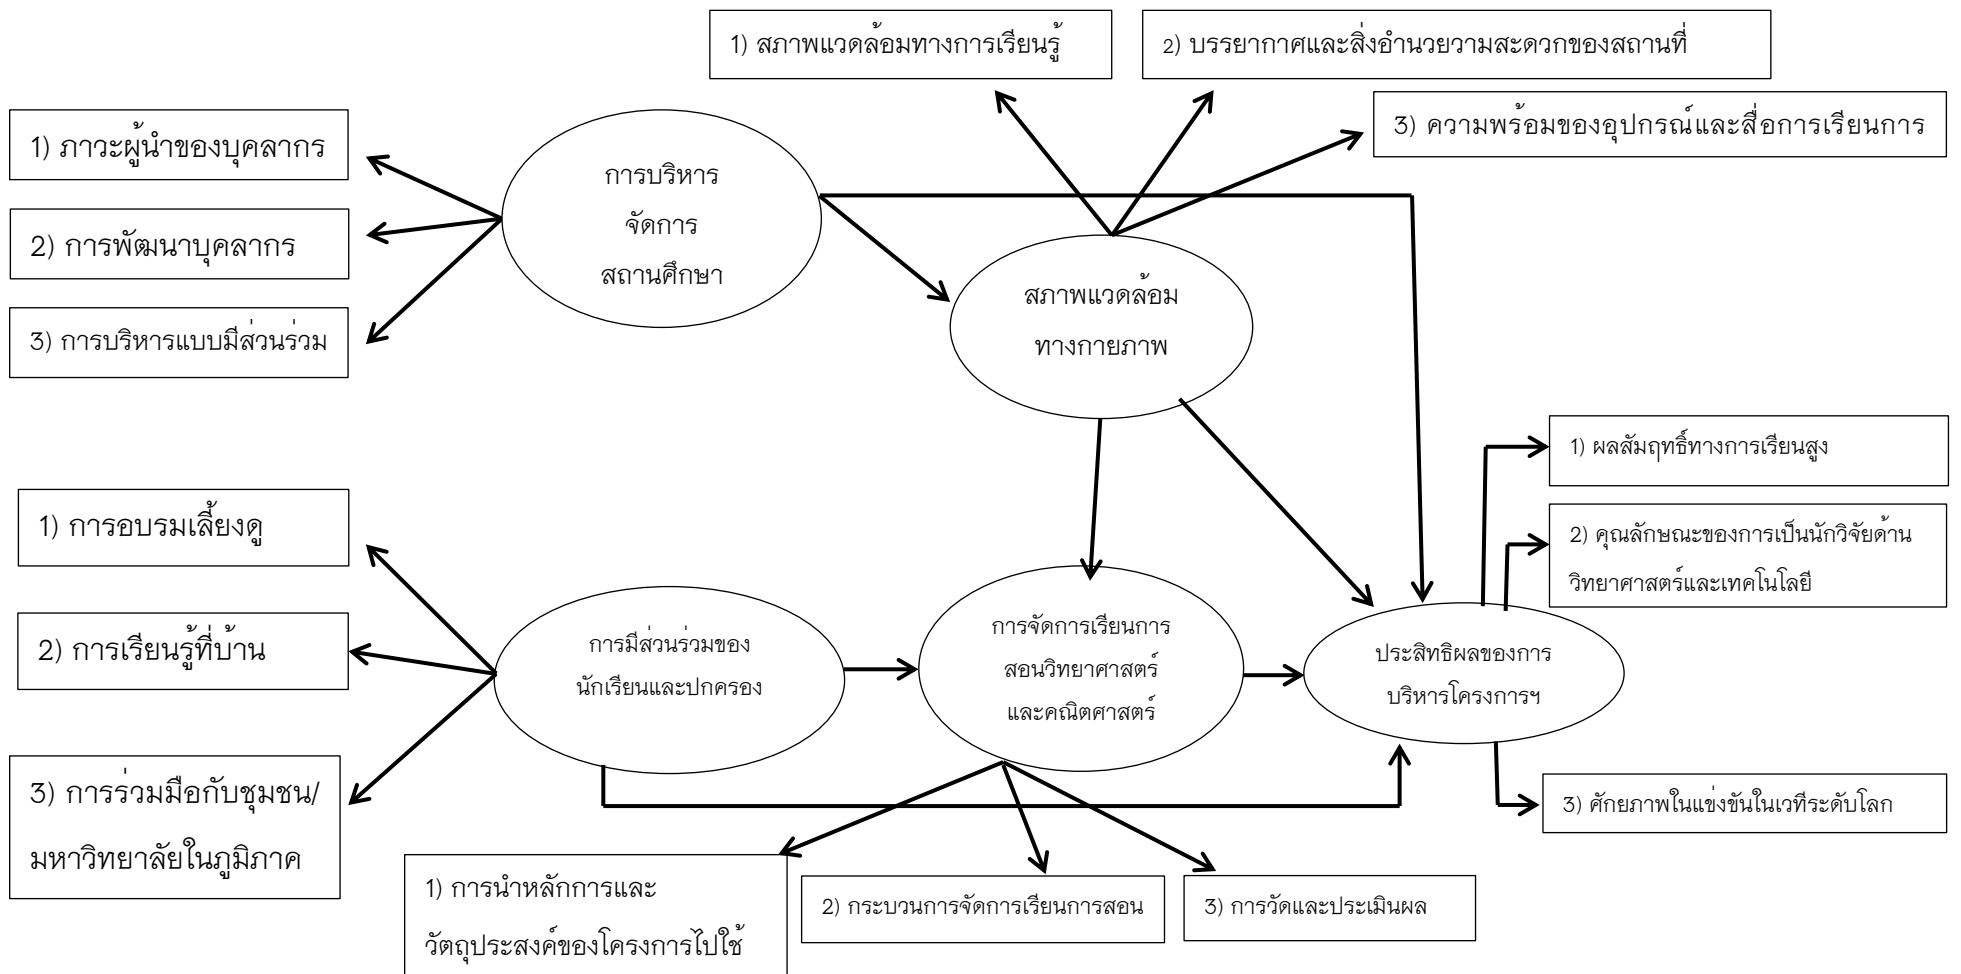 1) สภาพแวดล้อมทางการเรียนรู้
2) บรรยากาศและสิ่งอำนวยวามสะดวกของสถานที่
3) ความพร้อมของอุปกรณ์และสื่อการเรียนการ
1) ภาวะผู้นำของบุคลากร
2) การพัฒนาบุคลากร
3) การบริหารแบบมีส่วนร่วม
การบริหาร
จัดการ
สถานศึกษา
สภาพแวดล้อม
ทางกายภาพ
1) ผลสัมฤทธิ์ทางการเรียนสูง
2) คุณลักษณะของการเป็นนักวิจัยด้าน
วิทยาศาสตร์และเทคโนโลยี
1) การอบรมเลี้ยงดู
2) การเรียนรู้ที่บ้าน
3) การร่วมมือกับชุมชน/
มหาวิทยาลัยในภูมิภาค
การมีส่วนร่วมของ
นักเรียนและปกครอง
การจัดการเรียนการ
สอนวิทยาศาสตร์
และคณิตศาสตร์
ประสิทธิผลของการ
บริหารโครงการฯ
3) ศักยภาพในแข่งขันในเวทีระดับโลก
1) การนำหลักการและ
วัตถุประสงค์ของโครงการไปใช้
2) กระบวนการจัดการเรียนการสอน
3) การวัดและประเมินผล